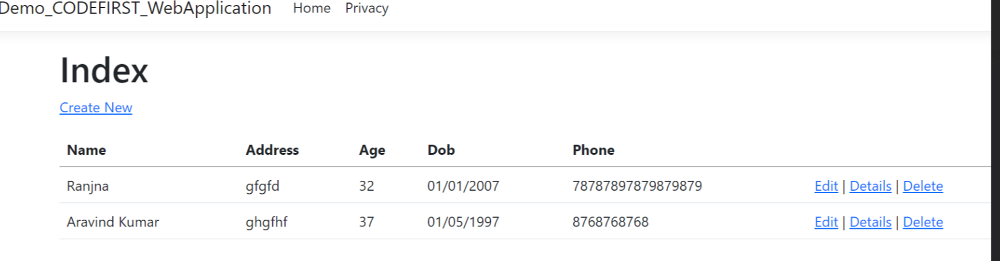 Demo_CODEFIRST_WebApplication Home Privacy
Index
Create New
Name Address Age Dob Phone
Ranjna gfgfd 32 01/01/2007 78787897879879879 Edit | Details | Delete
Aravind Kumar ghgfhf 37 01/05/1997 8768768768 Edit | Details | Delete